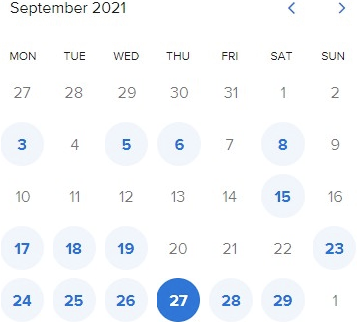 September 2021
MON TUE WED THU FRI SAT SUN
27 28 29 30 31 1 2
3 4 5 6 7 8 9
10 11 12 13 14 15 16
17 18 19 20 21 22 23
24 25 26 27 28 29 1